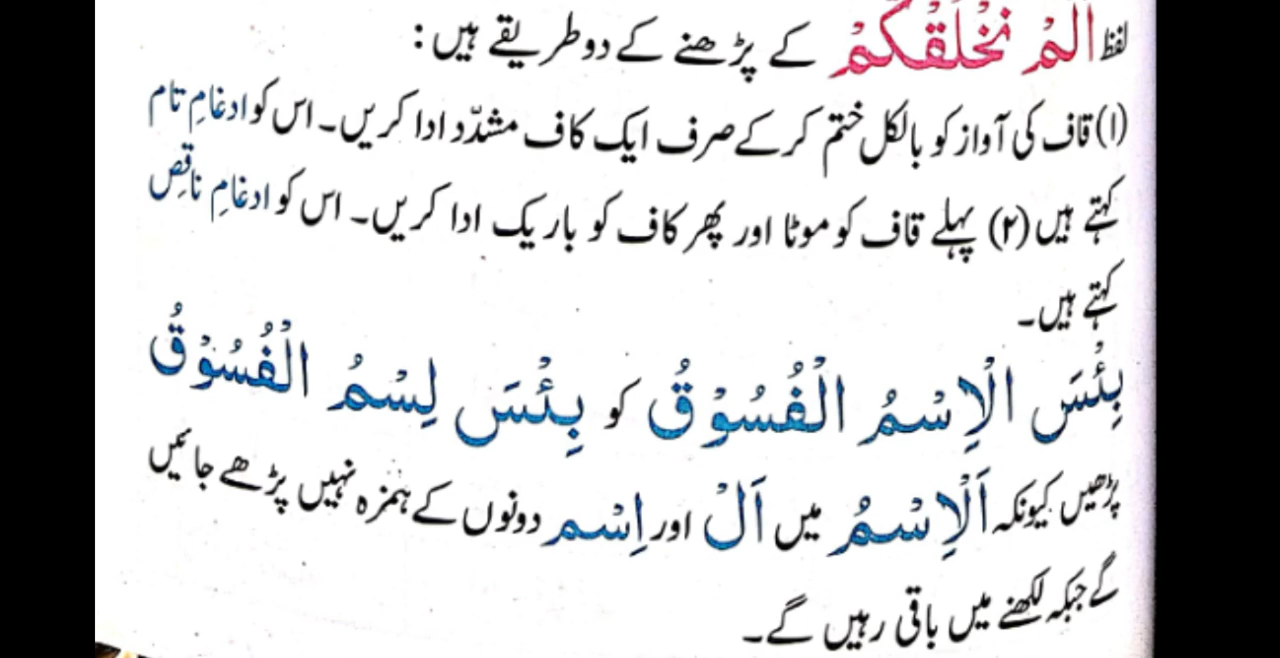 لفظ اَلَمْ نَخْلُقْكُّمْ کے پڑھنے کے دو طریقے ہیں:
(۱) قاف کی آواز کو بالکل ختم کر کے صرف ایک کاف مشدّد ادا کریں۔ اس کو ادغامِ تام
کہتے ہیں (۲) پہلے قاف کو موٹا اور پھر کاف کو باریک ادا کریں۔ اس کو ادغامِ ناقِص
کہتے ہیں۔
بِئْسَ الْاِسْمُ الْفُسُوْقُ کو بِئْسَ لِسْمُ الْفُسُوْقُ
پڑھیں کیونکہ اَلْاِسْمُ میں اَلْ اور اِسْم دونوں کے ہمزہ نہیں پڑھے جائیں
گے جبکہ لکھنے میں باقی رہیں گے۔